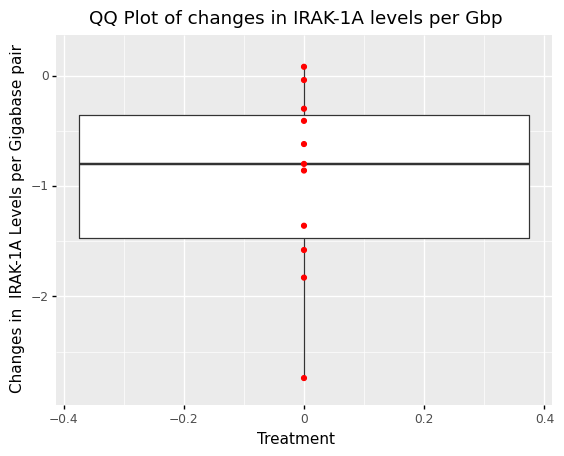 QQ Plot of changes in IRAK-1A levels per Gbp
Changes in  IRAK-1A Levels per Gigabase pair
0
−1
−2
−0.4
−0.2
0
0.2
0.4
Treatment